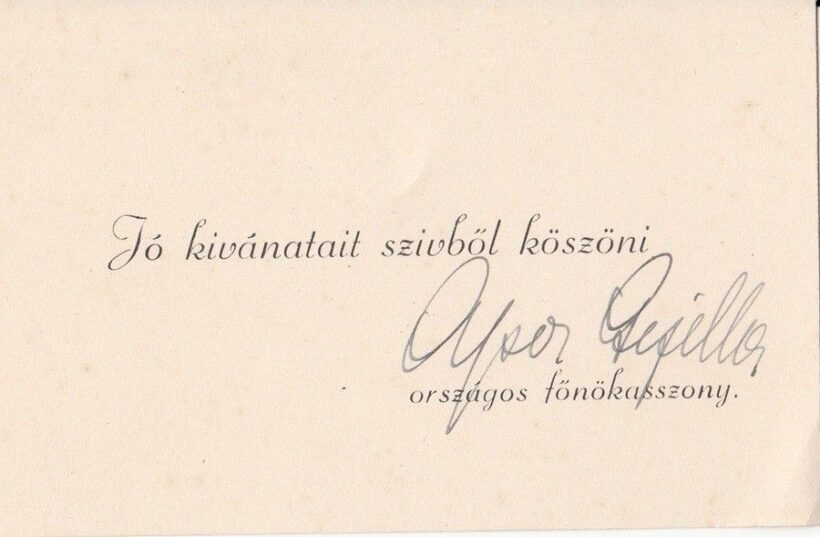 Jó kivánatait szivből köszöni
Apor Gizella
országos főnökasszony.